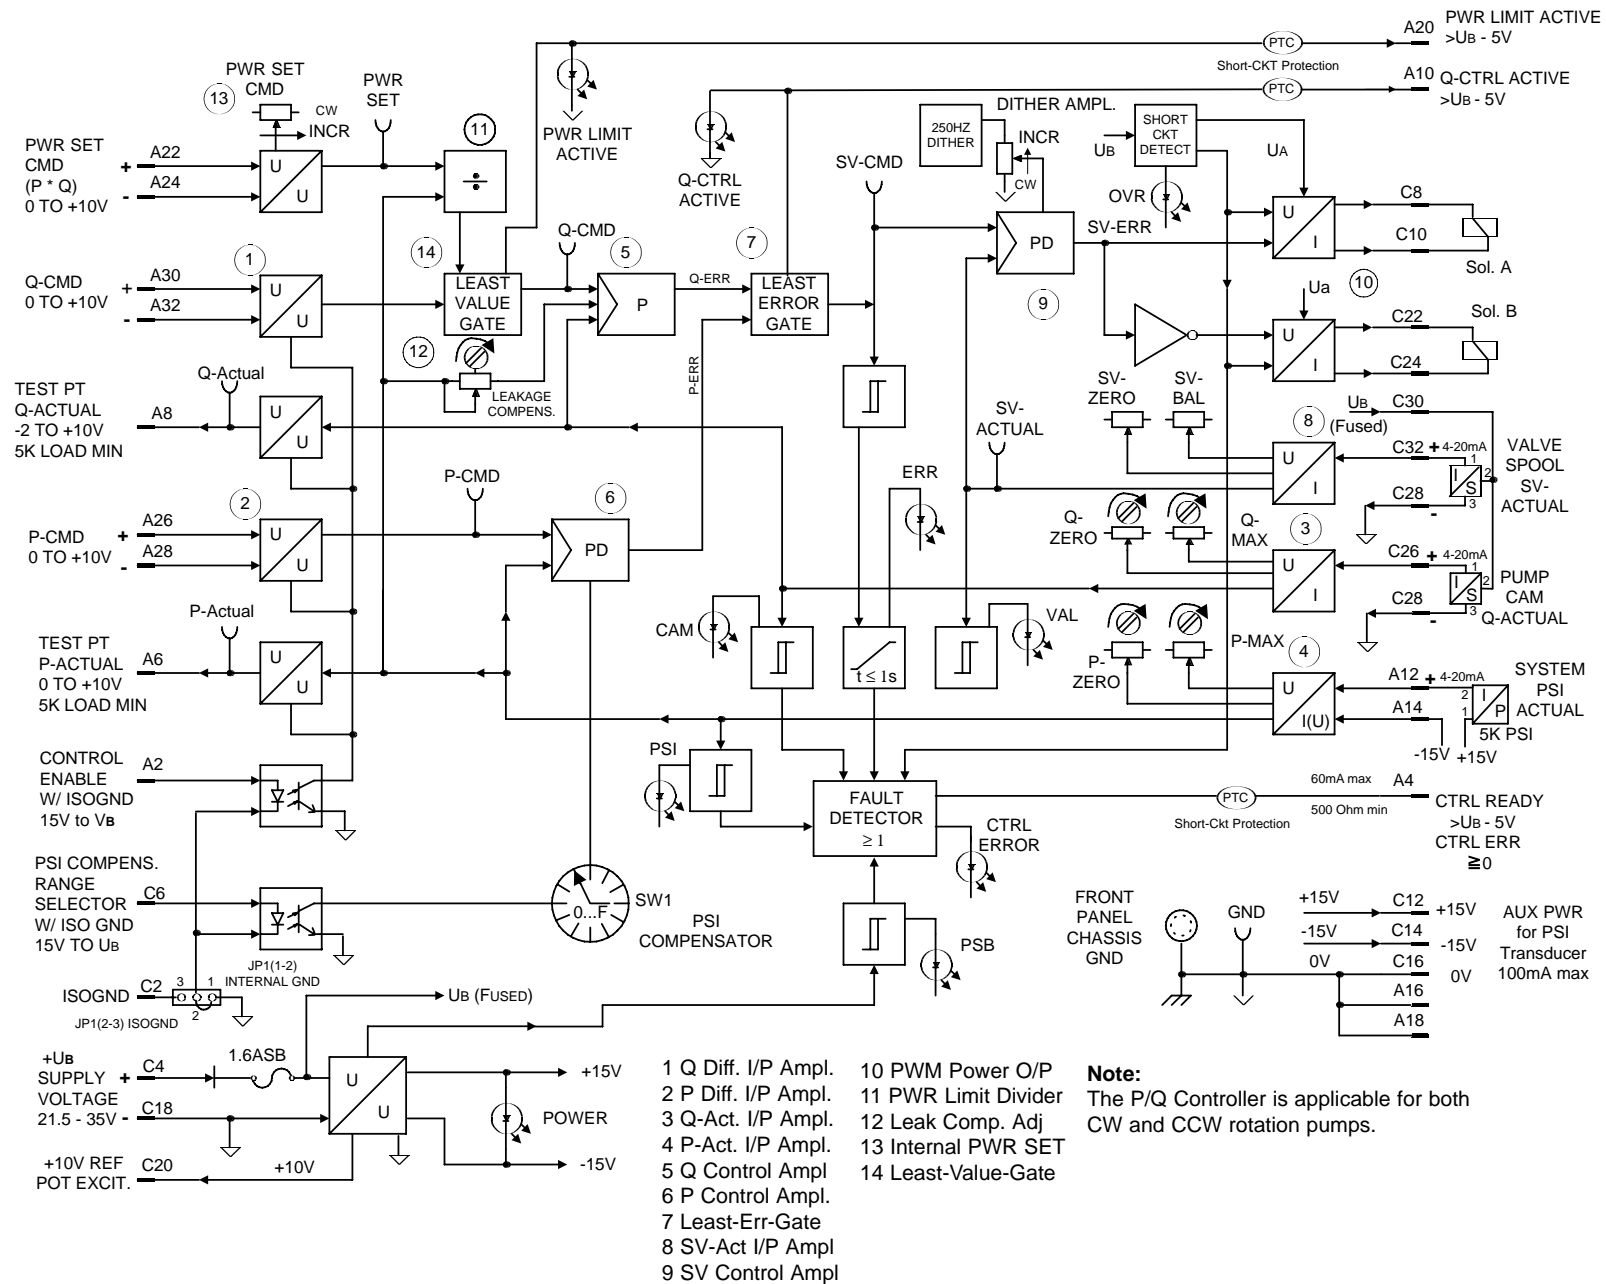 PWR LIMIT ACTIVE
>UB - 5V
A20
PTC
Short-CKT Protection
A10
Q-CTRL ACTIVE
>UB - 5V
PTC
PWR SET
CMD
13
CW
INCR
PWR
SET
11
÷
PWR LIMIT
ACTIVE
Q-CTRL
ACTIVE
250HZ
DITHER
DITHER AMPL.
INCR
CW
SHORT
CKT
DETECT
UB
UA
OVR
PWR SET
CMD
(P * Q)
0 TO +10V
+
A22
-
A24
U
U
SV-CMD
PD
SV-ERR
9
U
I
C8
C10
Sol. A
Q-CMD
0 TO +10V
+
A30
-
A32
1
U
U
14
LEAST
VALUE
GATE
Q-CMD
5
P
Q-ERR
7
LEAST
ERROR
GATE
P-ERR
Ua
10
U
I
C22
C24
Sol. B
12
LEAKAGE
COMPENS.
TEST PT
Q-ACTUAL
-2 TO +10V
5K LOAD MIN
A8
Q-Actual
U
U
SV-
ACTUAL
SV-
ZERO
SV-
BAL
UB
(Fused)
C30
8
U
I
C32
+ 4-20mA
1
2
3
I
S
C28
-
VALVE
SPOOL
SV-
ACTUAL
P-CMD
0 TO +10V
+
A26
-
A28
2
U
U
P-CMD
6
PD
ERR
Q-
ZERO
Q-
MAX
3
U
I
C26
+ 4-20mA
1
2
3
I
S
C28
-
PUMP
CAM
Q-ACTUAL
TEST PT
P-ACTUAL
0 TO +10V
5K LOAD MIN
A6
P-Actual
U
U
CAM
t ≤ 1s
VAL
P-
ZERO
P-MAX
4
U
I(U)
A12
+ 4-20mA
A14
2
1
I
P
5K PSI
-15V
+15V
SYSTEM
PSI
ACTUAL
CONTROL
ENABLE
W/ ISOGND
15V to VB
A2
PSI
FAULT
DETECTOR
≥ 1
CTRL
ERROR
PTC
Short-Ckt Protection
60mA max
500 Ohm min
A4
CTRL READY
>UB - 5V
CTRL ERR
≧0
PSI COMPENS.
RANGE
SELECTOR
W/ ISO GND
15V TO UB
C6
0...F
SW1
PSI
COMPENSATOR
PSB
FRONT
PANEL
CHASSIS
GND
GND
+15V
C12
+15V
-15V
C14
-15V
0V
C16
0V
A16
A18
AUX PWR
for PSI
Transducer
100mA max
JP1(1-2)
INTERNAL GND
ISOGND
C2
3
1
2
JP1(2-3) ISOGND
UB (FUSED)
+UB
SUPPLY
VOLTAGE
21.5 - 35V
+
C4
-
C18
1.6ASB
U
U
+15V
POWER
-15V
+10V REF
POT EXCIT.
C20
+10V
1 Q Diff. I/P Ampl.
2 P Diff. I/P Ampl.
3 Q-Act. I/P Ampl.
4 P-Act. I/P Ampl.
5 Q Control Ampl
6 P Control Ampl.
7 Least-Err-Gate
8 SV-Act I/P Ampl
9 SV Control Ampl
10 PWM Power O/P
11 PWR Limit Divider
12 Leak Comp. Adj
13 Internal PWR SET
14 Least-Value-Gate
Note:
The P/Q Controller is applicable for both
CW and CCW rotation pumps.